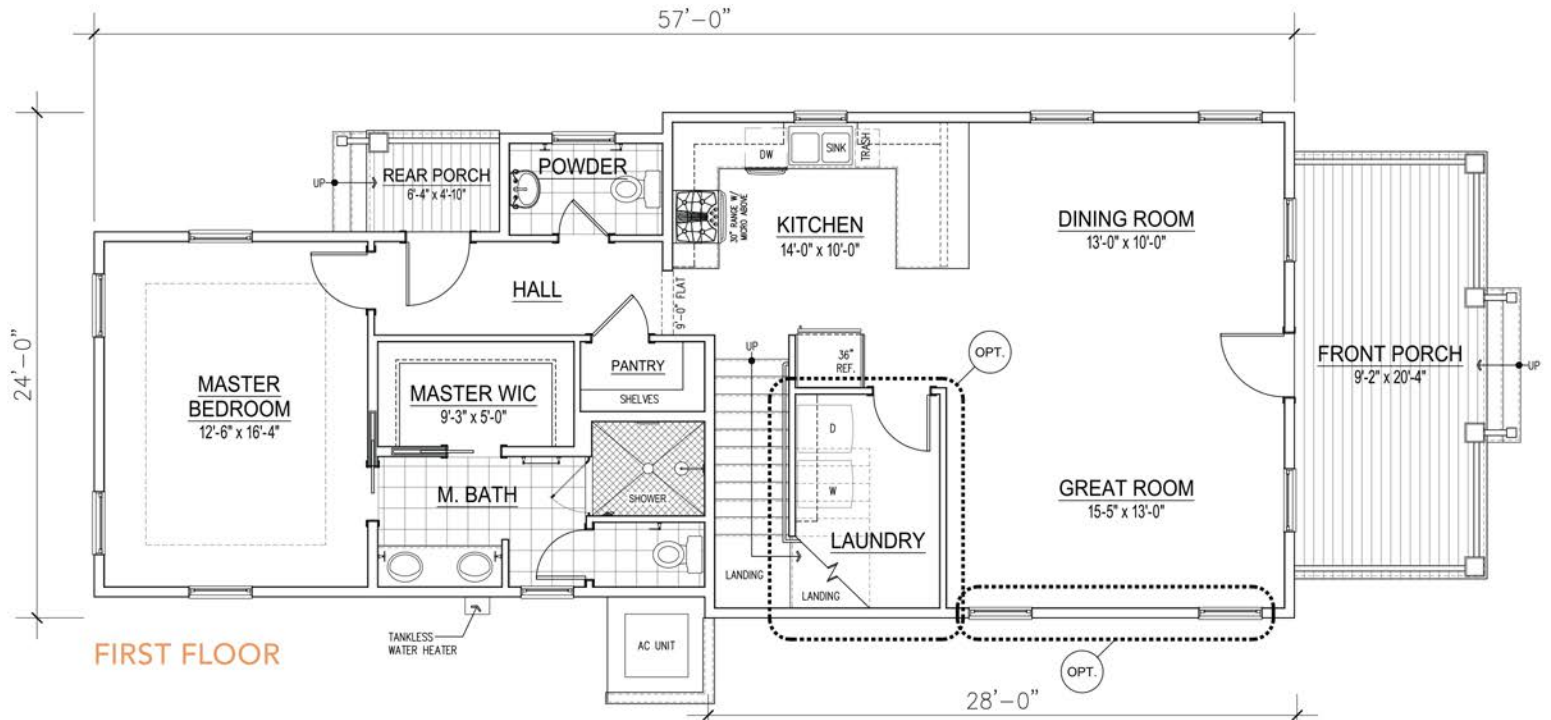 57'-0"
24'-0"
REAR PORCH
6'-4" x 4'-10"
UP
POWDER
DW
SINK
TRASH
30" RANGE W/
MICRO ABOVE
KITCHEN
14'-0" x 10'-0"
DINING ROOM
13'-0" x 10'-0"
HALL
9'-0" FLAT
MASTER
BEDROOM
12'-6" x 16'-4"
MASTER WIC
9'-3" x 5'-0"
PANTRY
SHELVES
UP
36"
REF.
OPT.
FRONT PORCH
9'-2" x 20'-4"
UP
D
W
M. BATH
SHOWER
GREAT ROOM
15'-5" x 13'-0"
LAUNDRY
LANDING
LANDING
TANKLESS
WATER HEATER
AC UNIT
OPT.
FIRST FLOOR
28'-0"